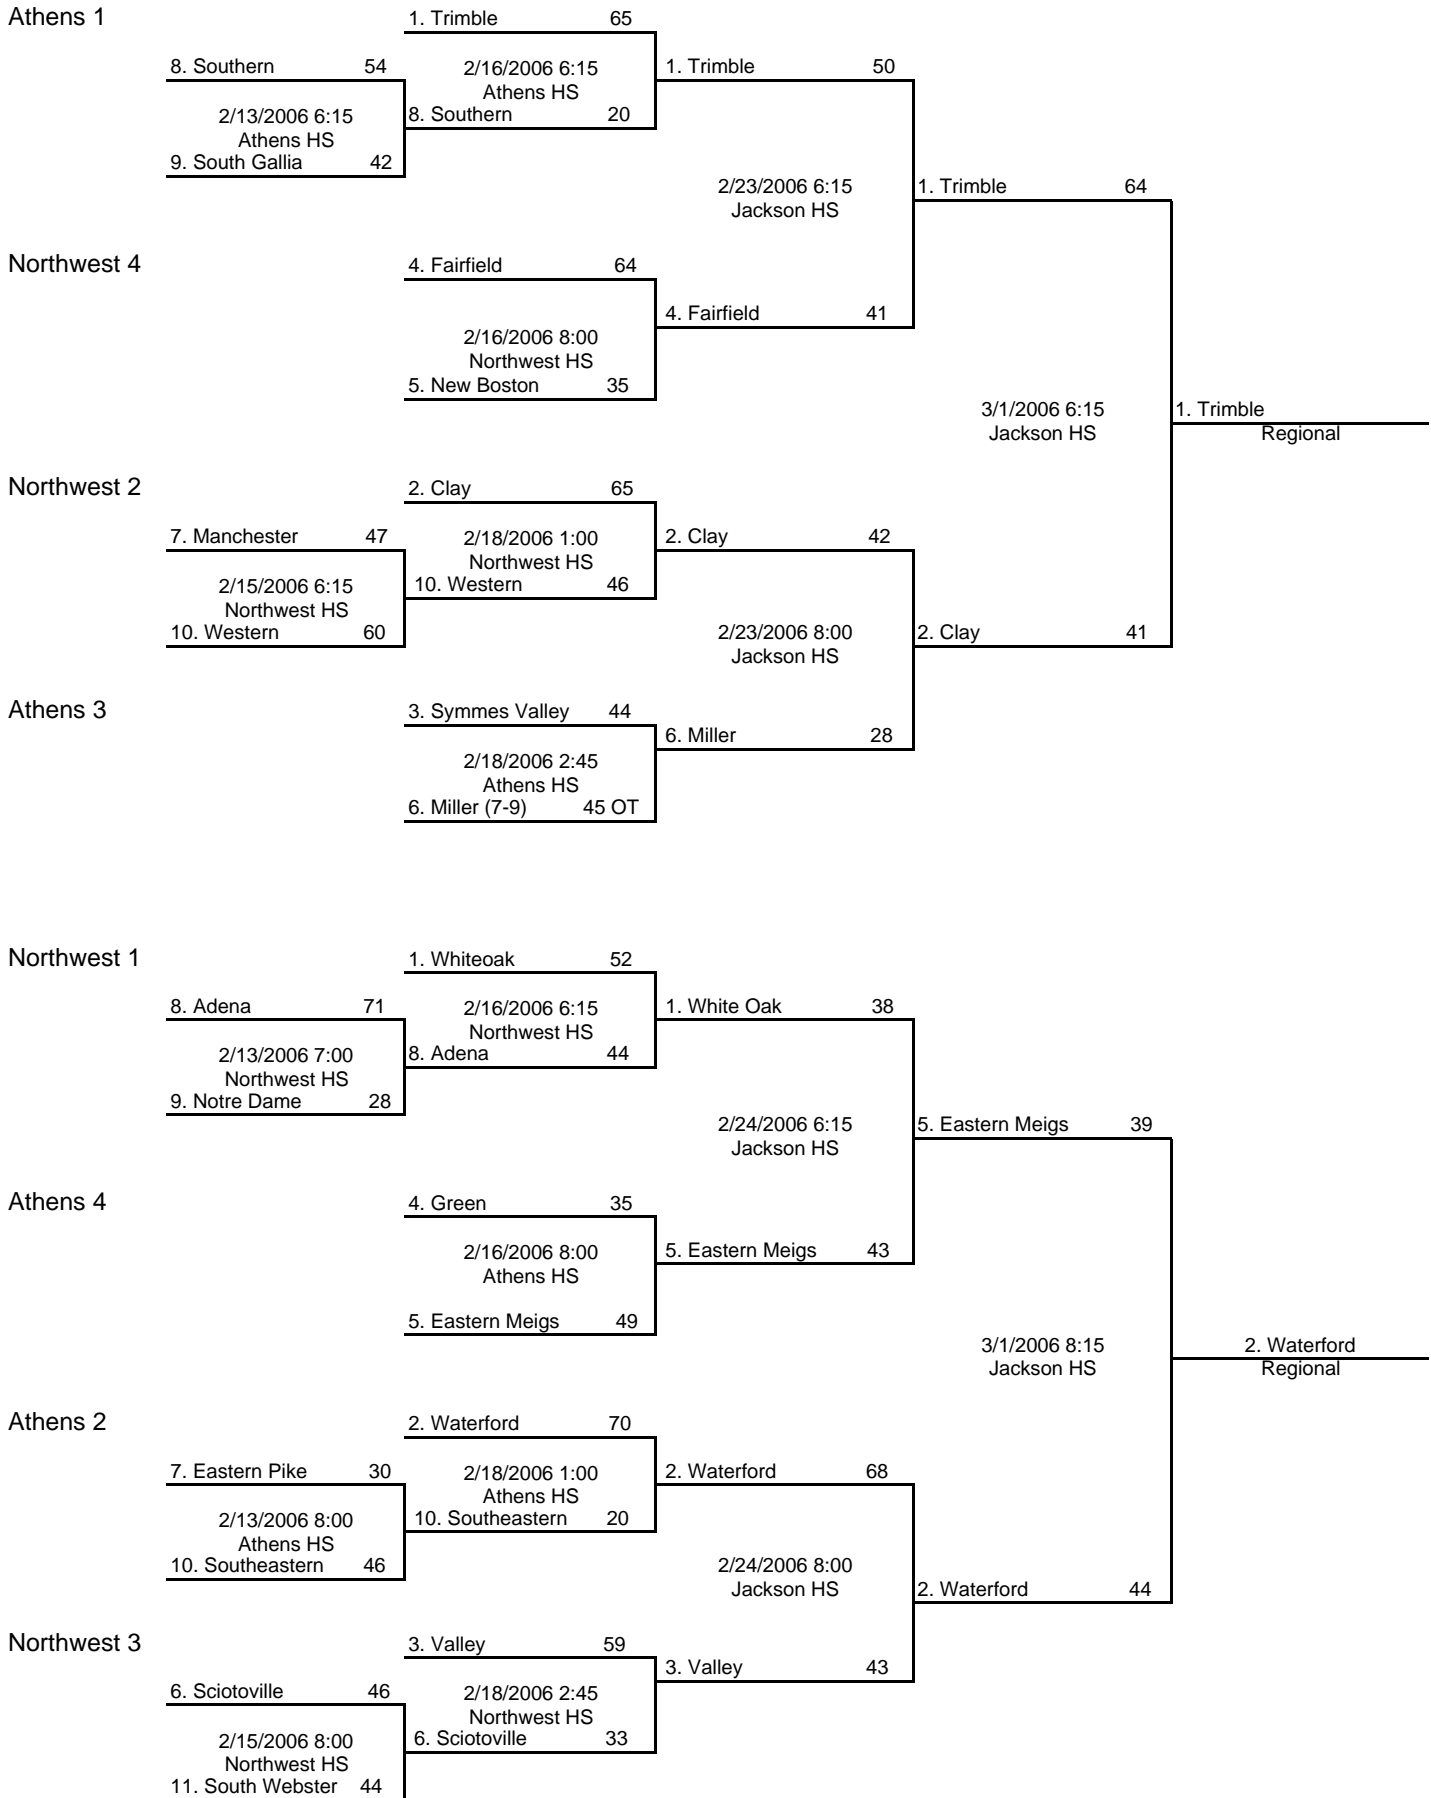 Athens 1
1. Trimble 65
8. Southern 54
2/16/2006 6:15
Athens HS
1. Trimble 50
2/13/2006 6:15
Athens HS
8. Southern 20
9. South Gallia 42
2/23/2006 6:15
Jackson HS
1. Trimble 64
Northwest 4
4. Fairfield 64
4. Fairfield 41
2/16/2006 8:00
Northwest HS
5. New Boston 35
3/1/2006 6:15
Jackson HS
1. Trimble
Regional
Northwest 2
2. Clay 65
7. Manchester 47
2/18/2006 1:00
Northwest HS
2. Clay 42
2/15/2006 6:15
Northwest HS
10. Western 46
10. Western 60
2/23/2006 8:00
Jackson HS
2. Clay 41
Athens 3
3. Symmes Valley 44
6. Miller 28
2/18/2006 2:45
Athens HS
6. Miller (7-9) 45 OT
Northwest 1
1. Whiteoak 52
8. Adena 71
2/16/2006 6:15
Northwest HS
1. White Oak 38
2/13/2006 7:00
Northwest HS
8. Adena 44
9. Notre Dame 28
2/24/2006 6:15
Jackson HS
5. Eastern Meigs 39
Athens 4
4. Green 35
2/16/2006 8:00
Athens HS
5. Eastern Meigs 43
5. Eastern Meigs 49
3/1/2006 8:15
Jackson HS
2. Waterford
Regional
Athens 2
2. Waterford 70
7. Eastern Pike 30
2/18/2006 1:00
Athens HS
2. Waterford 68
2/13/2006 8:00
Athens HS
10. Southeastern 20
10. Southeastern 46
2/24/2006 8:00
Jackson HS
2. Waterford 44
Northwest 3
3. Valley 59
3. Valley 43
6. Sciotoville 46
2/18/2006 2:45
Northwest HS
6. Sciotoville 33
2/15/2006 8:00
Northwest HS
11. South Webster 44